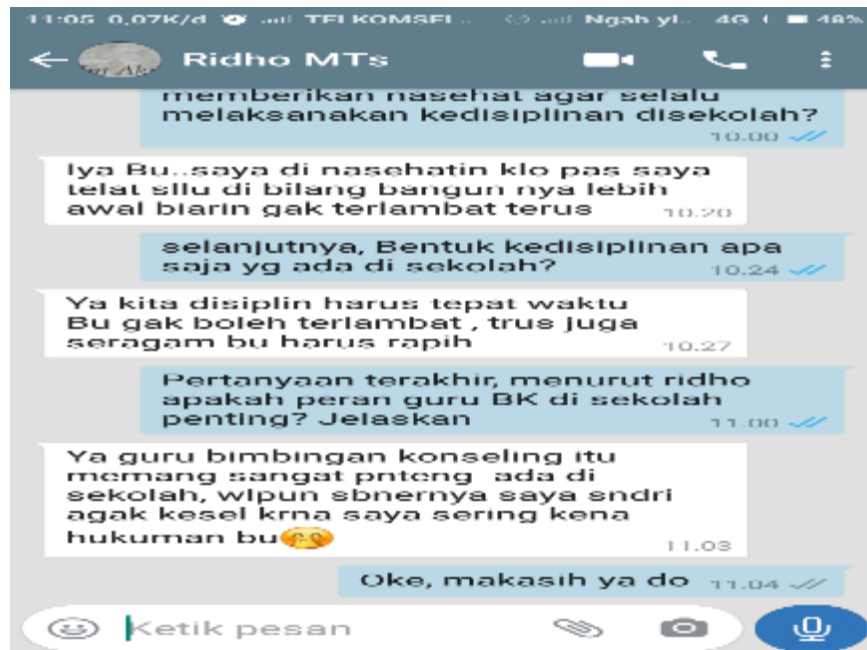 11:05 0,07K/d TELKOMSEL.. Ngah yl.. 4G 48%
Ridho MTs
memberikan nasehat agar selalu
melaksanakan kedisiplinan disekolah?
10.00
Iya Bu..saya di nasehatin klo pas saya
telat sllu di bilang bangun nya lebih
awal biarin gak terlambat terus 10.20
selanjutnya, Bentuk kedisiplinan apa
saja yg ada di sekolah? 10.24
Ya kita disiplin harus tepat waktu
Bu gak boleh terlambat , trus juga
seragam bu harus rapih 10.27
Pertanyaan terakhir, menurut ridho
apakah peran guru BK di sekolah
penting? Jelaskan 11.00
Ya guru bimbingan konseling itu
memang sangat pnteng ada di
sekolah, wlpun sbnernya saya sndri
agak kesel krna saya sering kena
hukuman bu🤭 11.03
Oke, makasih ya do 11.04
Ketik pesan